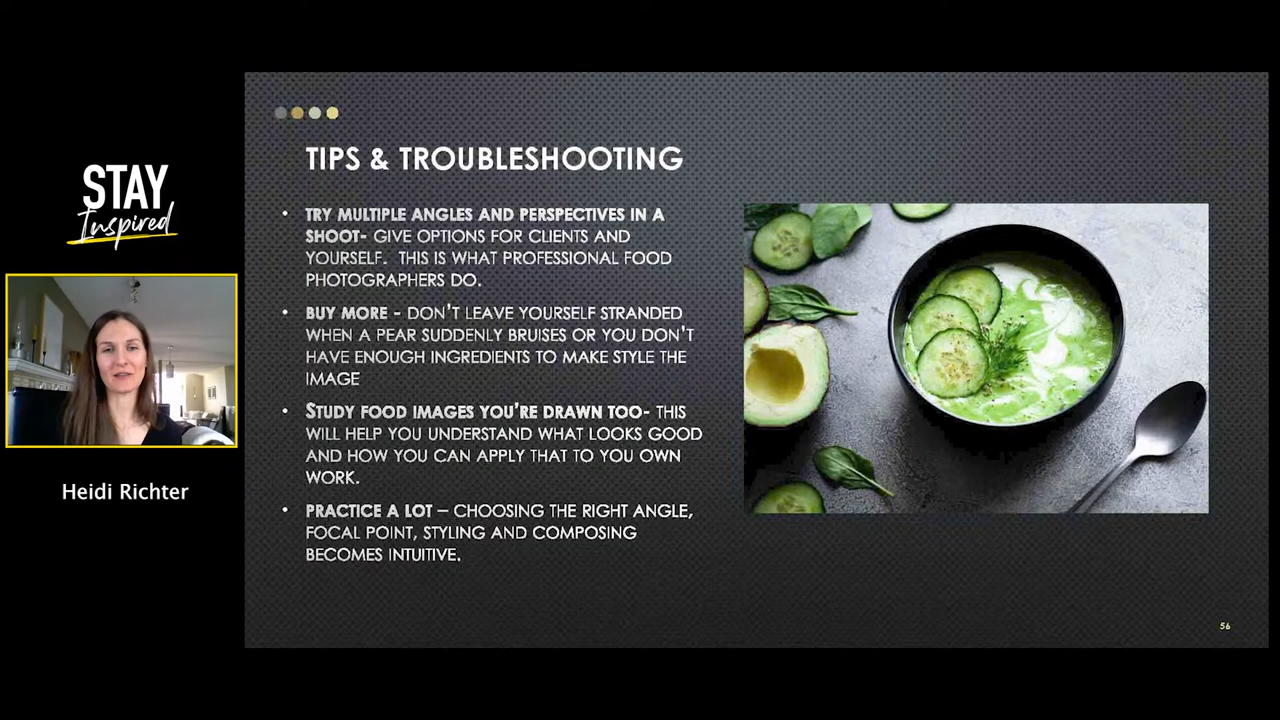 STAY
Inspired
Heidi Richter
TIPS & TROUBLESHOOTING
• TRY MULTIPLE ANGLES AND PERSPECTIVES IN A
SHOOT- GIVE OPTIONS FOR CLIENTS AND
YOURSELF. THIS IS WHAT PROFESSIONAL FOOD
PHOTOGRAPHERS DO.
• BUY MORE - DON'T LEAVE YOURSELF STRANDED
WHEN A PEAR SUDDENLY BRUISES OR YOU DON'T
HAVE ENOUGH INGREDIENTS TO MAKE STYLE THE
IMAGE
• STUDY FOOD IMAGES YOU'RE DRAWN TOO- THIS
WILL HELP YOU UNDERSTAND WHAT LOOKS GOOD
AND HOW YOU CAN APPLY THAT TO YOU OWN
WORK.
• PRACTICE A LOT – CHOOSING THE RIGHT ANGLE,
FOCAL POINT, STYLING AND COMPOSING
BECOMES INTUITIVE.
56